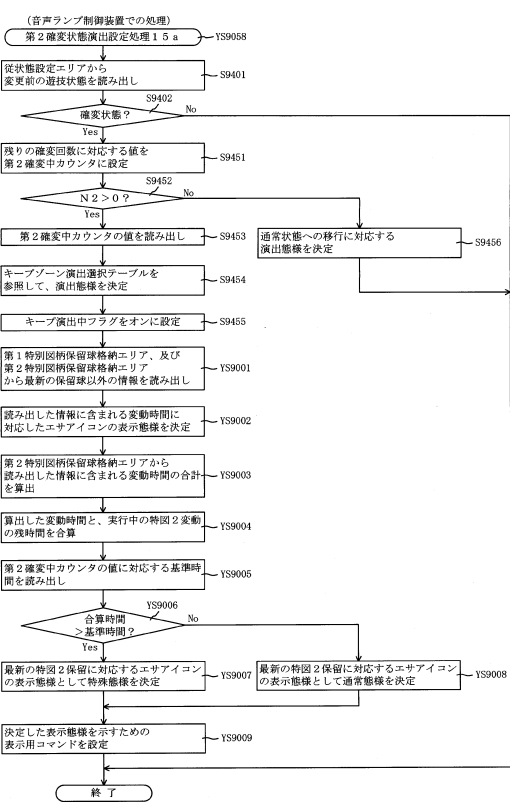 (音声ランプ制御装置での処理)
第２確変状態演出設定処理１５a
YS9058
従状態設定エリアから
変更前の遊技状態を読み出し
S9401
S9402
確変状態？
No
Yes
残りの確変回数に対応する値を
第２確変中カウンタに設定
S9451
S9452
Ｎ２＞０？
No
Yes
第２確変中カウンタの値を読み出し
S9453
通常状態への移行に対応する
演出態様を決定
S9456
キープゾーン演出選択テーブルを
参照して、演出態様を決定
S9454
キープ演出中フラグをオンに設定
S9455
第１特別図柄保留球格納エリア、及び
第２特別図柄保留球格納エリア
から最新の保留球以外の情報を読み出し
YS9001
読み出した情報に含まれる変動時間に
対応したエサアイコンの表示態様を決定
YS9002
第２特別図柄保留球格納エリアから
読み出した情報に含まれる変動時間の合計
を算出
YS9003
算出した変動時間と、実行中の特図２変動
の残時間を合算
YS9004
第２確変中カウンタの値に対応する基準時
間を読み出し
YS9005
YS9006
合算時間
＞基準時間？
No
Yes
最新の特図２保留に対応するエサアイコン
の表示態様として特殊態様を決定
YS9007
最新の特図２保留に対応するエサアイコン
の表示態様として通常態様を決定
YS9008
決定した表示態様を示すための
表示用コマンドを設定
YS9009
終了